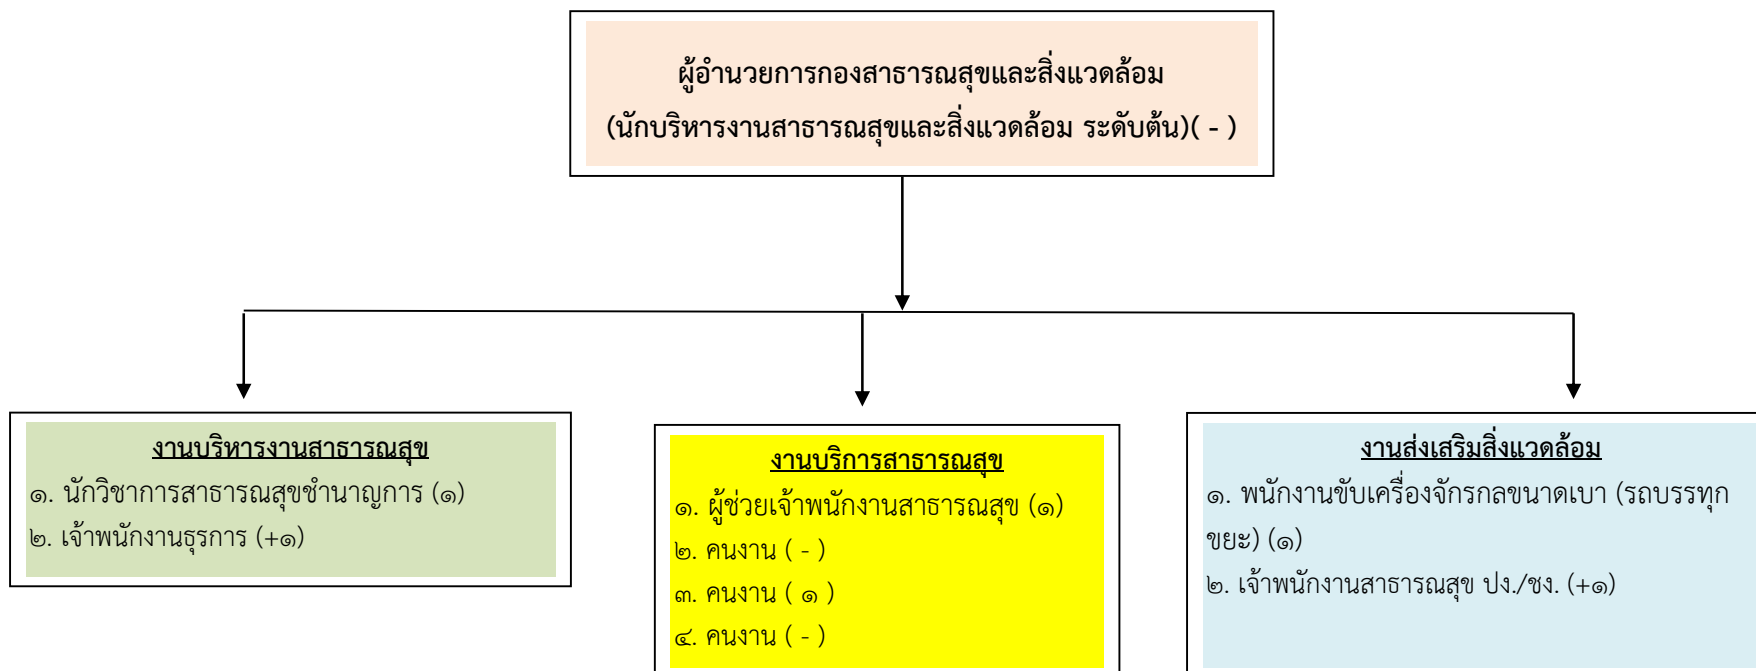 ผู้อำนวยการกองสาธารณสุขและสิ่งแวดล้อม
(นักบริหารงานสาธารณสุขและสิ่งแวดล้อม ระดับต้น)( - )
งานบริหารงานสาธารณสุข
๑. นักวิชาการสาธารณสุขชำนาญการ (๑)
๒. เจ้าพนักงานธุรการ (+๑)
งานบริการสาธารณสุข
๑. ผู้ช่วยเจ้าพนักงานสาธารณสุข (๑)
๒. คนงาน ( - )
๓. คนงาน ( ๑ )
๔. คนงาน ( - )
งานส่งเสริมสิ่งแวดล้อม
๑. พนักงานขับเครื่องจักรกลขนาดเบา (รถบรรทุก
ขยะ) (๑)
๒. เจ้าพนักงานสาธารณสุข ปง./ชง. (+๑)